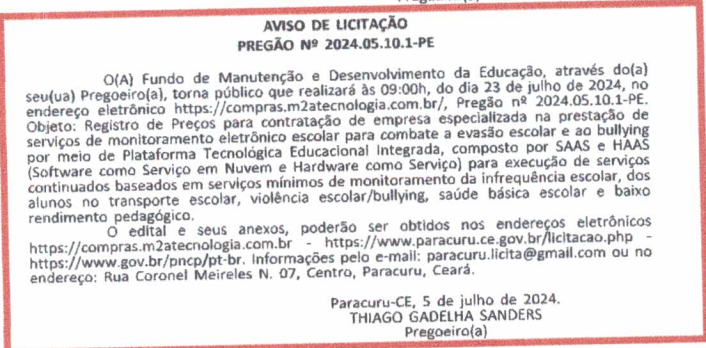 AVISO DE LICITAÇÃO
PREGÃO Nº 2024.05.10.1-PE
O(A) Fundo de Manutenção e Desenvolvimento da Educação, através do(a)
seu(ua) Pregoeiro(a), torna público que realizará às 09:00h, do dia 23 de julho de 2024, no
endereço eletrônico https://compras.m2atecnologia.com.br/, Pregão nº 2024.05.10.1-PE.
Objeto: Registro de Preços para contratação de empresa especializada na prestação de
serviços de monitoramento eletrônico escolar para combate a evasão escolar e ao bullying
por meio de Plataforma Tecnológica Educacional Integrada, composto por SAAS e HAAS
(Software como Serviço em Nuvem e Hardware como Serviço) para execução de serviços
continuados baseados em serviços mínimos de monitoramento da infrequência escolar, dos
alunos no transporte escolar, violência escolar/bullying, saúde básica escolar e baixo
rendimento pedagógico.
O edital e seus anexos, poderão ser obtidos nos endereços eletrônicos
https://compras.m2atecnologia.com.br - https://www.paracuru.ce.gov.br/licitacao.php -
https://www.gov.br/pncp/pt-br. Informações pelo e-mail: paracuru.licita@gmail.com ou no
endereço: Rua Coronel Meireles N. 07, Centro, Paracuru, Ceará.
Paracuru-CE, 5 de julho de 2024.
THIAGO GADELHA SANDERS
Pregoeiro(a)